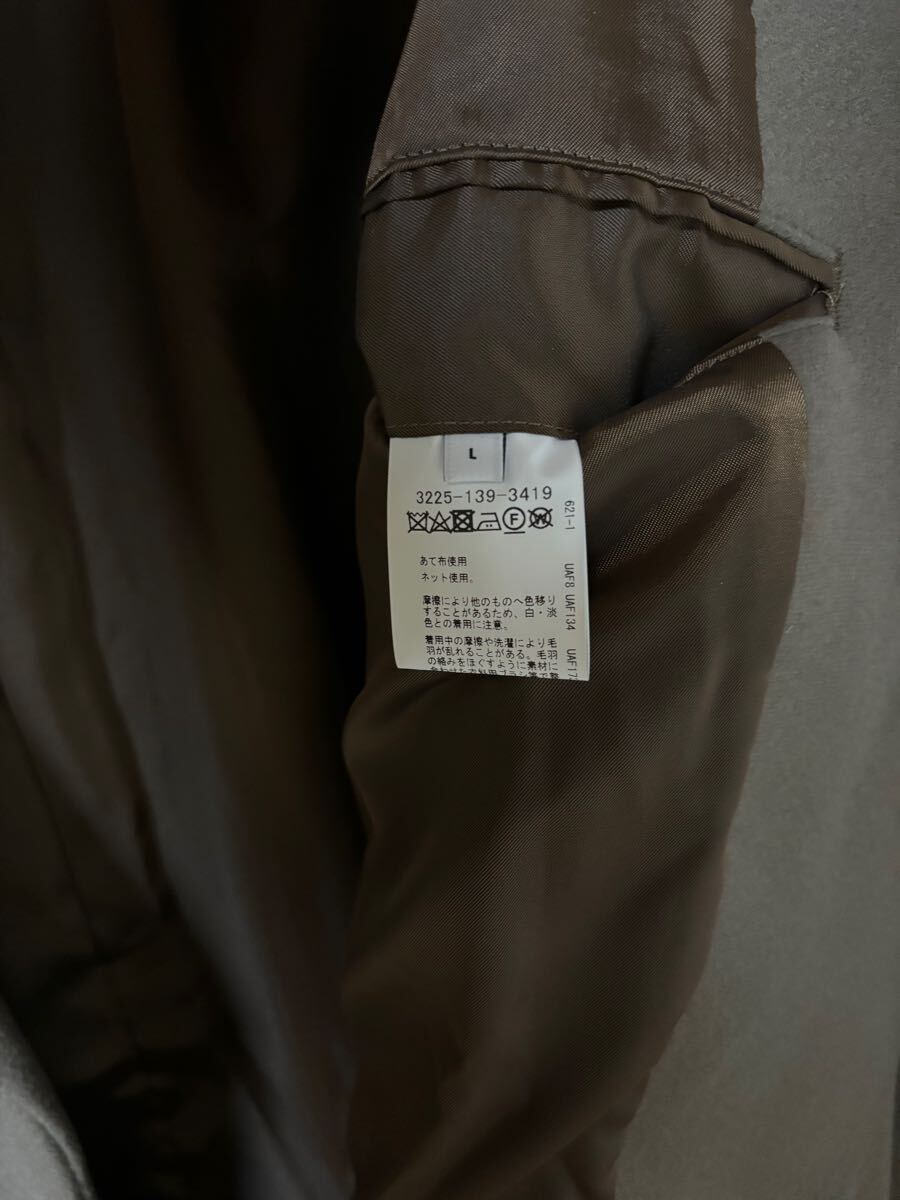 L
3225-139-3419
621-1
F W
あて布使用
ネット使用。
摩擦により他のものへ色移り
することがあるため、白・淡
色との着用に注意。
着用中の摩擦や洗濯により毛
羽が乱れることがある。毛羽
の絡みをほぐすように素材に
UAF8 UAF134 UAF17